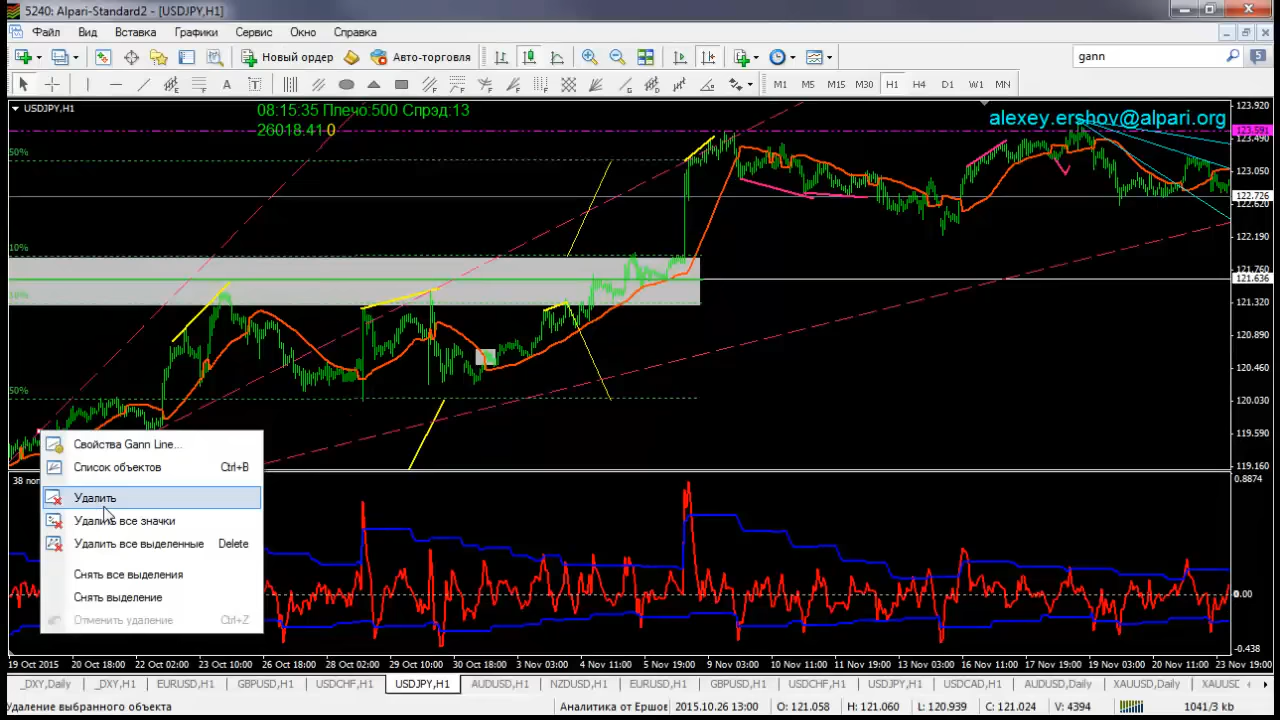 5240: Alpari-Standard2 - [USDJPY,H1]
Файл Вид Вставка Графики Сервис Окно Справка
Новый ордер Авто-торговля gann 5
A T M1 M5 M15 M30 H1 H4 D1 W1 MN
USDJPY,H1
08:15:35 Плечо:500 Спрэд:13
26018.41 0
alexey.ershov@alpari.org
123.920
123.591
123.050
122.726
122.620
122.190
121.760
121.636
121.320
120.890
120.460
120.030
119.590
119.160
50%
10%
50%
Свойства Gann Line...
Список объектов Ctrl+B
Удалить
Удалить все значки
Удалить все выделенные Delete
Снять все выделения
Снять выделение
Отменить удаление Ctrl+Z
0.8874
0.00
-0.438
19 Oct 2015 20 Oct 18:00 22 Oct 02:00 23 Oct 10:00 26 Oct 18:00 28 Oct 02:00 29 Oct 10:00 30 Oct 18:00 3 Nov 03:00 4 Nov 11:00 5 Nov 19:00 9 Nov 03:00 10 Nov 11:00 11 Nov 19:00 13 Nov 03:00 16 Nov 11:00 17 Nov 19:00 19 Nov 03:00 20 Nov 11:00 23 Nov 19:00
_DXY,Daily _DXY,H1 EURUSD,H1 GBPUSD,H1 USDCHF,H1 USDJPY,H1 AUDUSD,H1 NZDUSD,H1 EURUSD,H1 GBPUSD,H1 USDCHF,H1 USDJPY,H1 USDCAD,H1 AUDUSD,Daily XAUUSD,Daily XAUUSD
Удаление выбранного объекта Аналитика от Ершов 2015.10.26 13:00 O: 121.058 H: 121.060 L: 120.939 C: 121.024 V: 4394 1041/3 kb